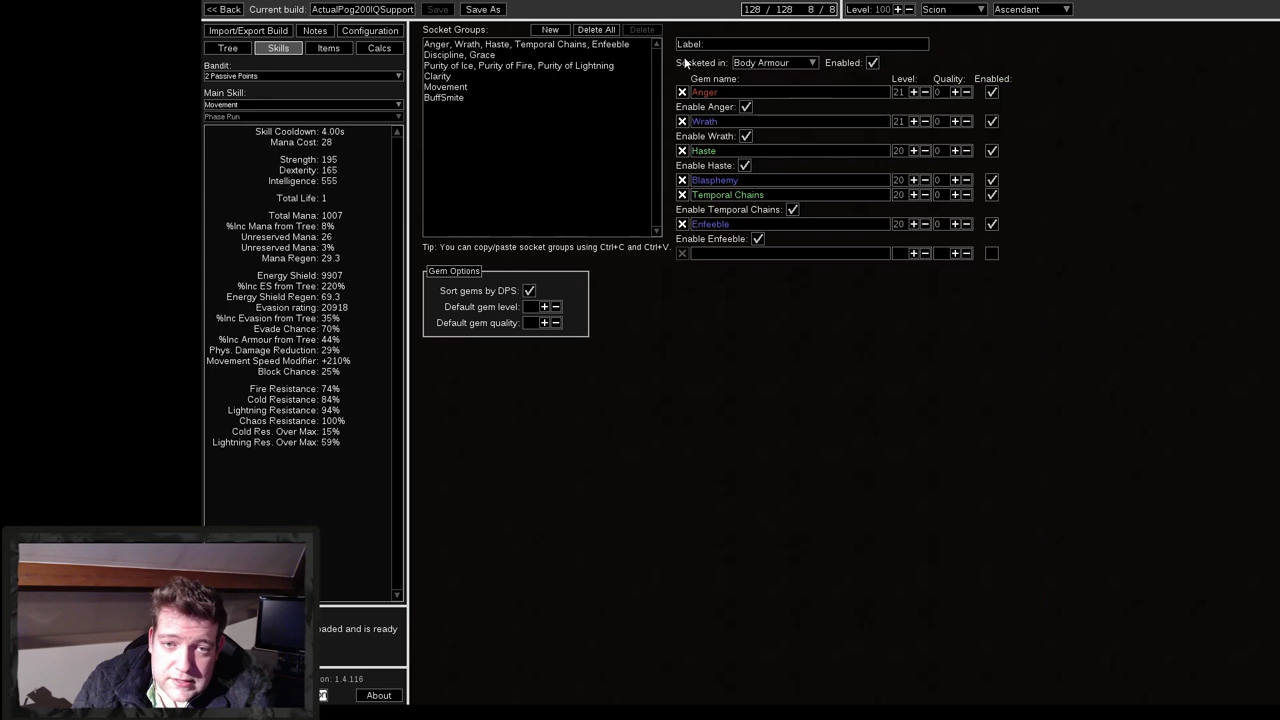 << Back Current build: ActualPog200IQSupport Save Save As 128 / 128 8 / 8 Level: 100 + − Scion Ascendant
Import/Export Build Notes Configuration
Tree Skills Items Calcs
Bandit:
2 Passive Points
Main Skill:
Movement
Phase Run
Skill Cooldown: 4.00s
Mana Cost: 28
Strength: 195
Dexterity: 165
Intelligence: 555
Total Life: 1
Total Mana: 1007
%Inc Mana from Tree: 8%
Unreserved Mana: 26
Unreserved Mana: 3%
Mana Regen: 29.3
Energy Shield: 9907
%Inc ES from Tree: 220%
Energy Shield Regen: 69.3
Evasion rating: 20918
%Inc Evasion from Tree: 35%
Evade Chance: 70%
%Inc Armour from Tree: 44%
Phys. Damage Reduction: 29%
Movement Speed Modifier: +210%
Block Chance: 25%
Fire Resistance: 74%
Cold Resistance: 84%
Lightning Resistance: 94%
Chaos Resistance: 100%
Cold Res. Over Max: 15%
Lightning Res. Over Max: 59%
oaded and is ready
on: 1.4.116
About
Socket Groups: New Delete All Delete
Anger, Wrath, Haste, Temporal Chains, Enfeeble
Discipline, Grace
Purity of Ice, Purity of Fire, Purity of Lightning
Clarity
Movement
BuffSmite
Tip: You can copy/paste socket groups using Ctrl+C and Ctrl+V.
Gem Options
Sort gems by DPS:
Default gem level: + −
Default gem quality: + −
Label:
Socketed in: Body Armour Enabled:
Gem name: Level: Quality: Enabled:
Anger 21 + − 0 + −
Enable Anger:
Wrath 21 + − 0 + −
Enable Wrath:
Haste 20 + − 0 + −
Enable Haste:
Blasphemy 20 + − 0 + −
Temporal Chains 20 + − 0 + −
Enable Temporal Chains:
Enfeeble 20 + − 0 + −
Enable Enfeeble:
+ − + −